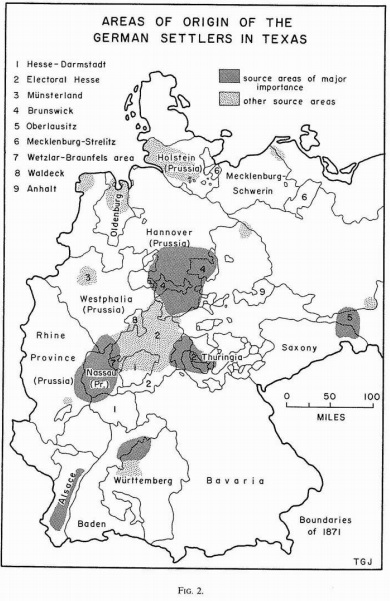 AREAS OF ORIGIN OF THE
GERMAN SETTLERS IN TEXAS
1 Hesse-Darmstadt
2 Electoral Hesse
3 Münsterland
4 Brunswick
5 Oberlausitz
6 Mecklenburg-Strelitz
7 Wetzlar-Braunfels area
8 Waldeck
9 Anhalt
source areas of major
importance
other source areas
Holstein
(Prussia)
6
Mecklenburg-
Schwerin
6
Oldenburg
Hannover
(Prussia)
4
4
3
9
Westphalia
(Prussia)
8
2
5
Rhine
Province
(Prussia)
7
Nassau
(Pr.)
1
2
2
Thuringia
Saxony
1
0 50 100
MILES
Württemberg
Bavaria
Alsace
Baden
Boundaries
of 1871
TGJ
FIG. 2.